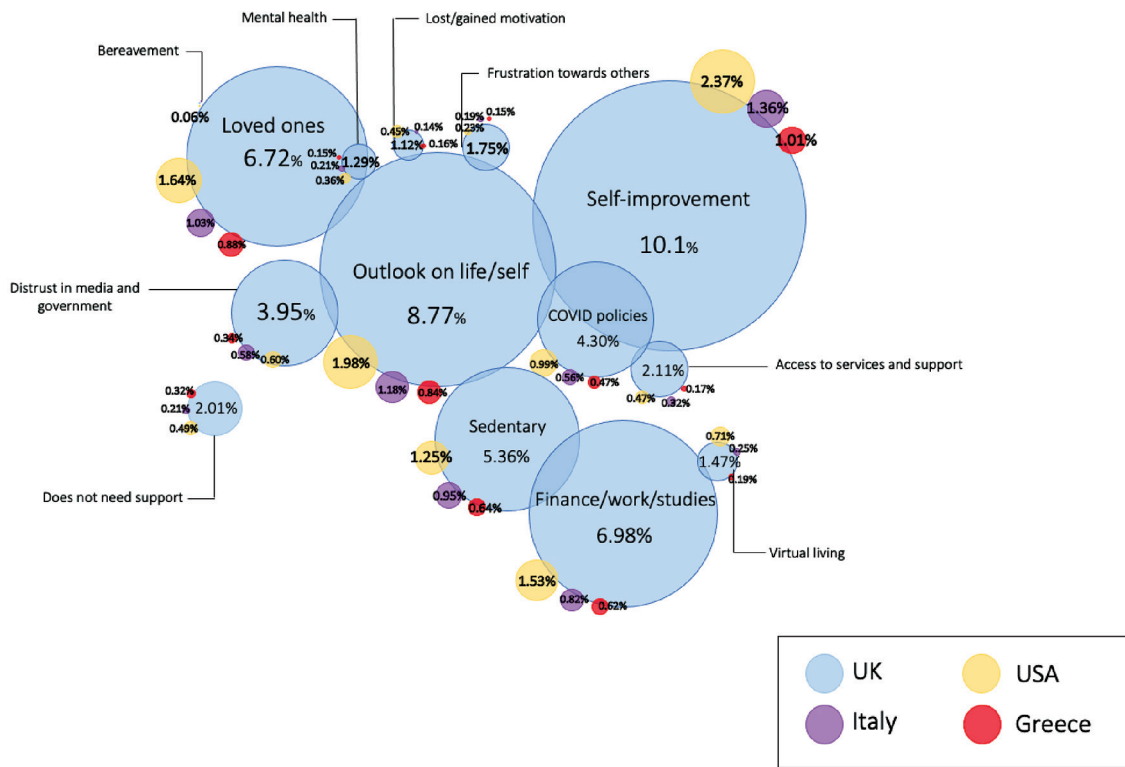 Mental health
Lost/gained motivation
Bereavement
Frustration towards others
2.37%
1.36%
1.01%
0.06%
Loved ones
6.72%
0.15%
0.21%
0.36%
1.29%
0.45%
0.14%
1.12%
0.16%
0.19%
0.15%
0.23%
1.75%
1.64%
1.03%
0.88%
Self-improvement
10.1%
Outlook on life/self
8.77%
Distrust in media and
government
3.95%
0.34%
0.58%
0.60%
1.98%
1.18%
0.84%
COVID policies
4.30%
0.99%
0.56%
0.47%
Access to services and support
2.11%
0.17%
0.47%
0.32%
0.32%
0.21%
2.01%
0.49%
Does not need support
Sedentary
5.36%
1.25%
0.95%
0.64%
0.71%
0.25%
1.47%
0.19%
Virtual living
Finance/work/studies
6.98%
1.53%
0.82%
0.62%
UK
USA
Italy
Greece